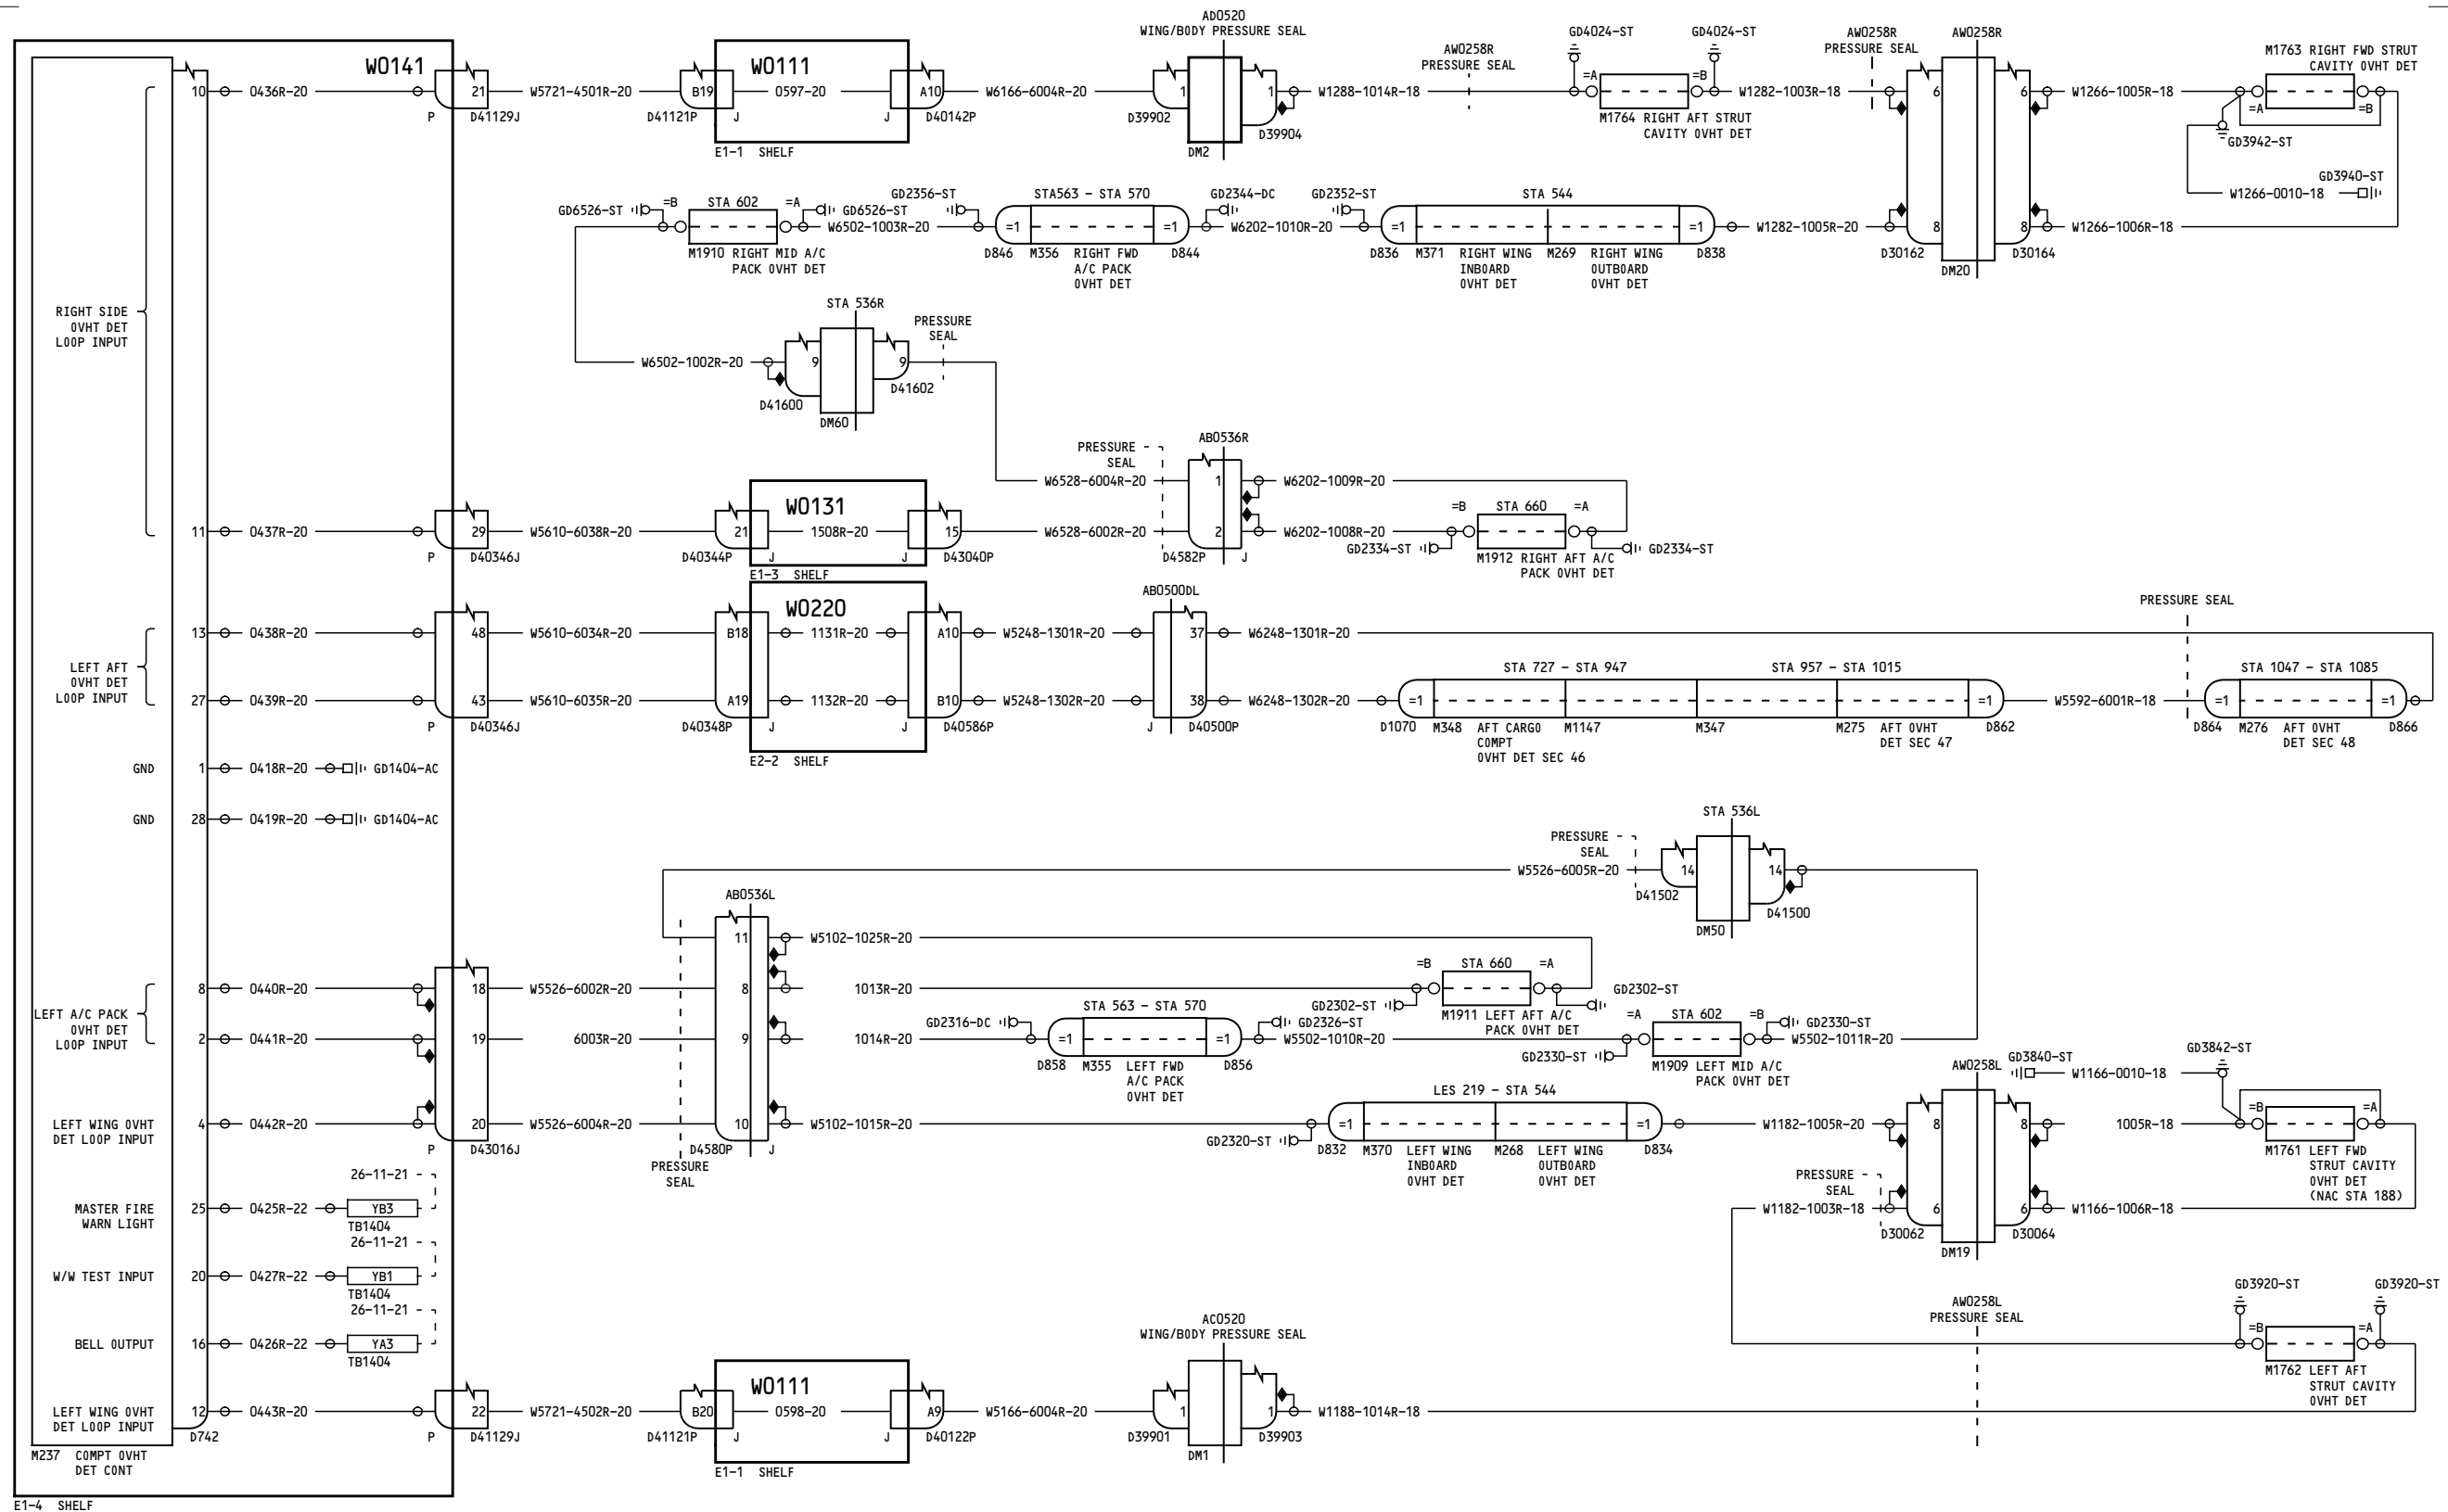 W0141
10
0436R-20
21
P
D41129J
W5721-4501R-20
B19
D41121P
W0111
J
0597-20
J
A10
D40142P
E1-1 SHELF
W6166-6004R-20
AD0520
WING/BODY PRESSURE SEAL
1
D39902
DM2
1
D39904
W1288-1014R-18
AW0258R
PRESSURE SEAL
GD4024-ST
GD4024-ST
=A
=B
M1764 RIGHT AFT STRUT
CAVITY OVHT DET
W1282-1003R-18
AW0258R
PRESSURE SEAL
AW0258R
6
6
W1266-1005R-18
M1763 RIGHT FWD STRUT
CAVITY OVHT DET
=A
=B
GD3942-ST
GD3940-ST
W1266-0010-18
GD6526-ST
=B
STA 602
=A
GD6526-ST
W6502-1003R-20
M1910 RIGHT MID A/C
PACK OVHT DET
GD2356-ST
STA563 - STA 570
=1
=1
D846
M356
RIGHT FWD
A/C PACK
OVHT DET
D844
GD2344-DC
W6202-1010R-20
GD2352-ST
STA 544
=1
=1
D836
M371
RIGHT WING
INBOARD
OVHT DET
M269
RIGHT WING
OUTBOARD
OVHT DET
D838
W1282-1005R-20
8
8
D30162
DM20
D30164
W1266-1006R-18
RIGHT SIDE
OVHT DET
LOOP INPUT
STA 536R
PRESSURE
SEAL
W6502-1002R-20
9
9
D41600
DM60
D41602
PRESSURE
SEAL
AB0536R
W6528-6004R-20
1
W6202-1009R-20
11
0437R-20
29
P
D40346J
W5610-6038R-20
21
D40344P
W0131
J
1508R-20
J
15
D43040P
E1-3 SHELF
W6528-6002R-20
2
D4582P
J
W6202-1008R-20
=B
STA 660
=A
GD2334-ST
GD2334-ST
M1912 RIGHT AFT A/C
PACK OVHT DET
LEFT AFT
OVHT DET
LOOP INPUT
13
0438R-20
48
W5610-6034R-20
B18
W0220
1131R-20
A10
W5248-1301R-20
AB0500DL
37
W6248-1301R-20
PRESSURE SEAL
27
0439R-20
43
P
D40346J
W5610-6035R-20
A19
D40348P
J
1132R-20
J
B10
D40586P
E2-2 SHELF
W5248-1302R-20
38
J
D40500P
W6248-1302R-20
STA 727 - STA 947
STA 957 - STA 1015
=1
=1
D1070
M348
AFT CARGO
COMPT
OVHT DET SEC 46
M1147
M347
M275
AFT OVHT
DET SEC 47
D862
W5592-6001R-18
STA 1047 - STA 1085
=1
=1
D864
M276
AFT OVHT
DET SEC 48
D866
GND
1
0418R-20
GD1404-AC
GND
28
0419R-20
GD1404-AC
STA 536L
PRESSURE
SEAL
W5526-6005R-20
14
14
D41502
DM50
D41500
AB0536L
11
W5102-1025R-20
LEFT A/C PACK
OVHT DET
LOOP INPUT
8
0440R-20
18
W5526-6002R-20
8
1013R-20
=B
STA 660
=A
GD2302-ST
GD2302-ST
M1911 LEFT AFT A/C
PACK OVHT DET
2
0441R-20
19
6003R-20
9
1014R-20
GD2316-DC
STA 563 - STA 570
=1
=1
D858
M355
LEFT FWD
A/C PACK
OVHT DET
D856
GD2326-ST
W5502-1010R-20
=A
STA 602
=B
GD2330-ST
GD2330-ST
W5502-1011R-20
M1909 LEFT MID A/C
PACK OVHT DET
LEFT WING OVHT
DET LOOP INPUT
4
0442R-20
20
P
D43016J
W5526-6004R-20
10
D4580P
J
PRESSURE
SEAL
W5102-1015R-20
GD2320-ST
LES 219 - STA 544
=1
=1
D832
M370
LEFT WING
INBOARD
OVHT DET
M268
LEFT WING
OUTBOARD
OVHT DET
D834
W1182-1005R-20
AW0258L
8
8
1005R-18
GD3840-ST
W1166-0010-18
GD3842-ST
=B
=A
M1761 LEFT FWD
STRUT CAVITY
OVHT DET
(NAC STA 188)
PRESSURE
SEAL
W1182-1003R-18
6
6
D30062
DM19
D30064
W1166-1006R-18
MASTER FIRE
WARN LIGHT
25
0425R-22
26-11-21
YB3
TB1404
W/W TEST INPUT
20
0427R-22
26-11-21
YB1
TB1404
BELL OUTPUT
16
0426R-22
26-11-21
YA3
TB1404
AW0258L
PRESSURE SEAL
GD3920-ST
GD3920-ST
=B
=A
M1762 LEFT AFT
STRUT CAVITY
OVHT DET
LEFT WING OVHT
DET LOOP INPUT
12
D742
0443R-20
22
P
D41129J
W5721-4502R-20
B20
D41121P
W0111
J
0598-20
J
A9
D40122P
E1-1 SHELF
W5166-6004R-20
AC0520
WING/BODY PRESSURE SEAL
1
D39901
DM1
1
D39903
W1188-1014R-18
M237 COMPT OVHT
DET CONT
E1-4 SHELF